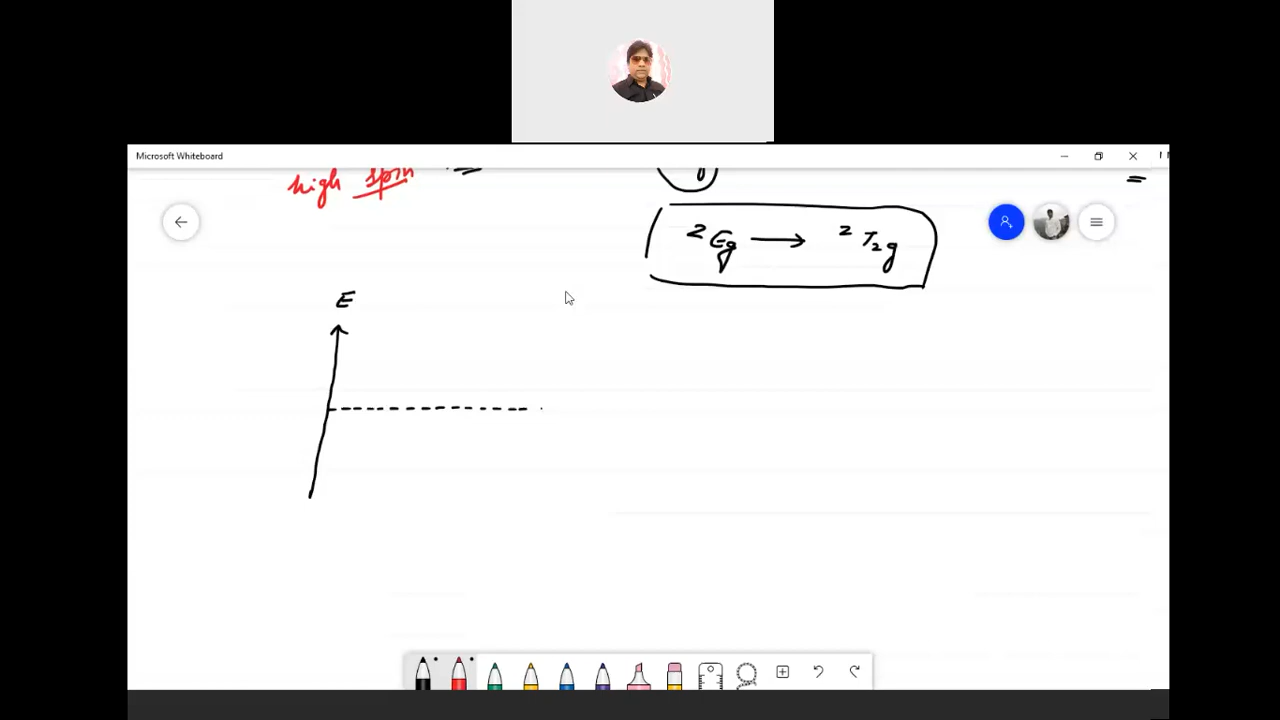 Microsoft Whiteboard
high spin
²Eg → ²T₂g
E